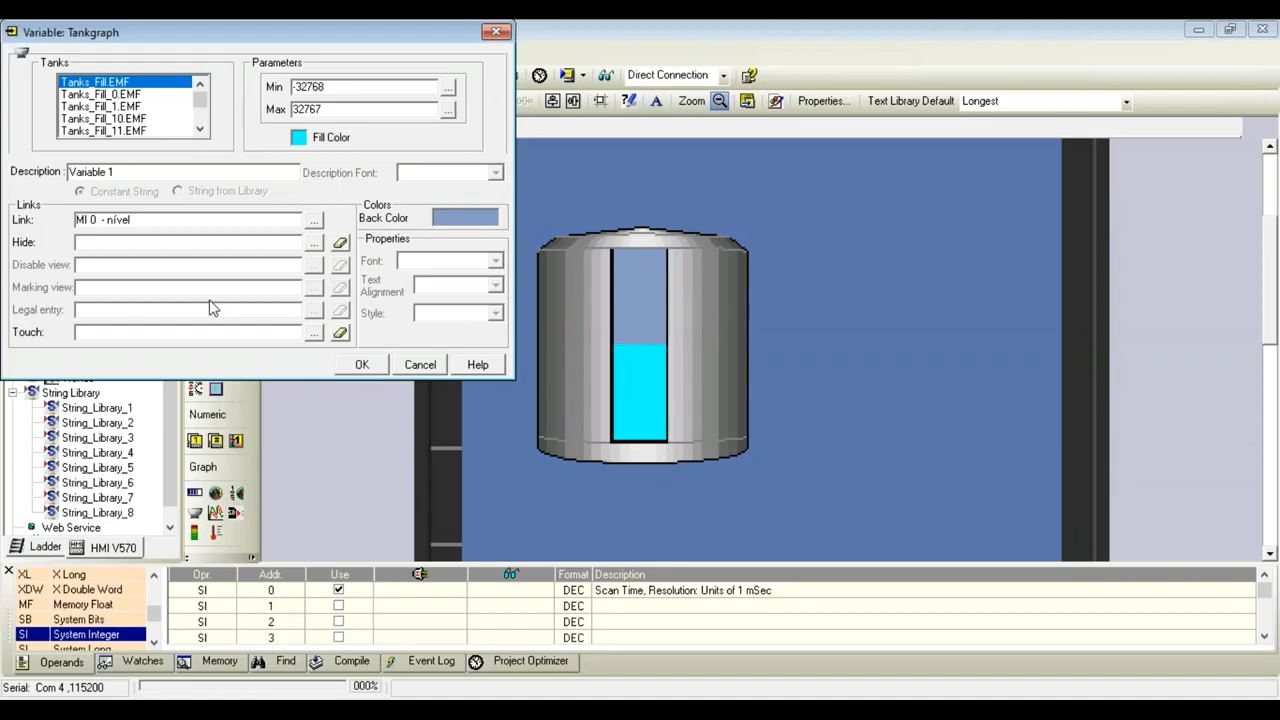 Variable: Tankgraph
Tanks
Tanks_Fill.EMF
Tanks_Fill_0.EMF
Tanks_Fill_1.EMF
Tanks_Fill_10.EMF
Tanks_Fill_11.EMF
Parameters
Min -32768 ...
Max 32767 ...
Fill Color
Description : Variable 1
Description Font:
Constant String String from Library
Links
Link: MI 0 - nível ...
Hide: ...
Disable view: ...
Marking view: ...
Legal entry: ...
Touch: ...
Colors
Back Color
Properties
Font:
Text Alignment
Style:
OK Cancel Help
Direct Connection
A Zoom Properties... Text Library Default Longest
String Library
String_Library_1
String_Library_2
String_Library_3
String_Library_4
String_Library_5
String_Library_6
String_Library_7
String_Library_8
Web Service
Ladder HMI V570
Numeric
Graph
XL X Long
XDW X Double Word
MF Memory Float
SB System Bits
SI System Integer
Opr. Addr. Use Format Description
SI 0 DEC Scan Time, Resolution: Units of 1 mSec
SI 1 DEC
SI 2 DEC
SI 3 DEC
Operands Watches Memory Find Compile Event Log Project Optimizer
Serial: Com 4 ,115200 000%